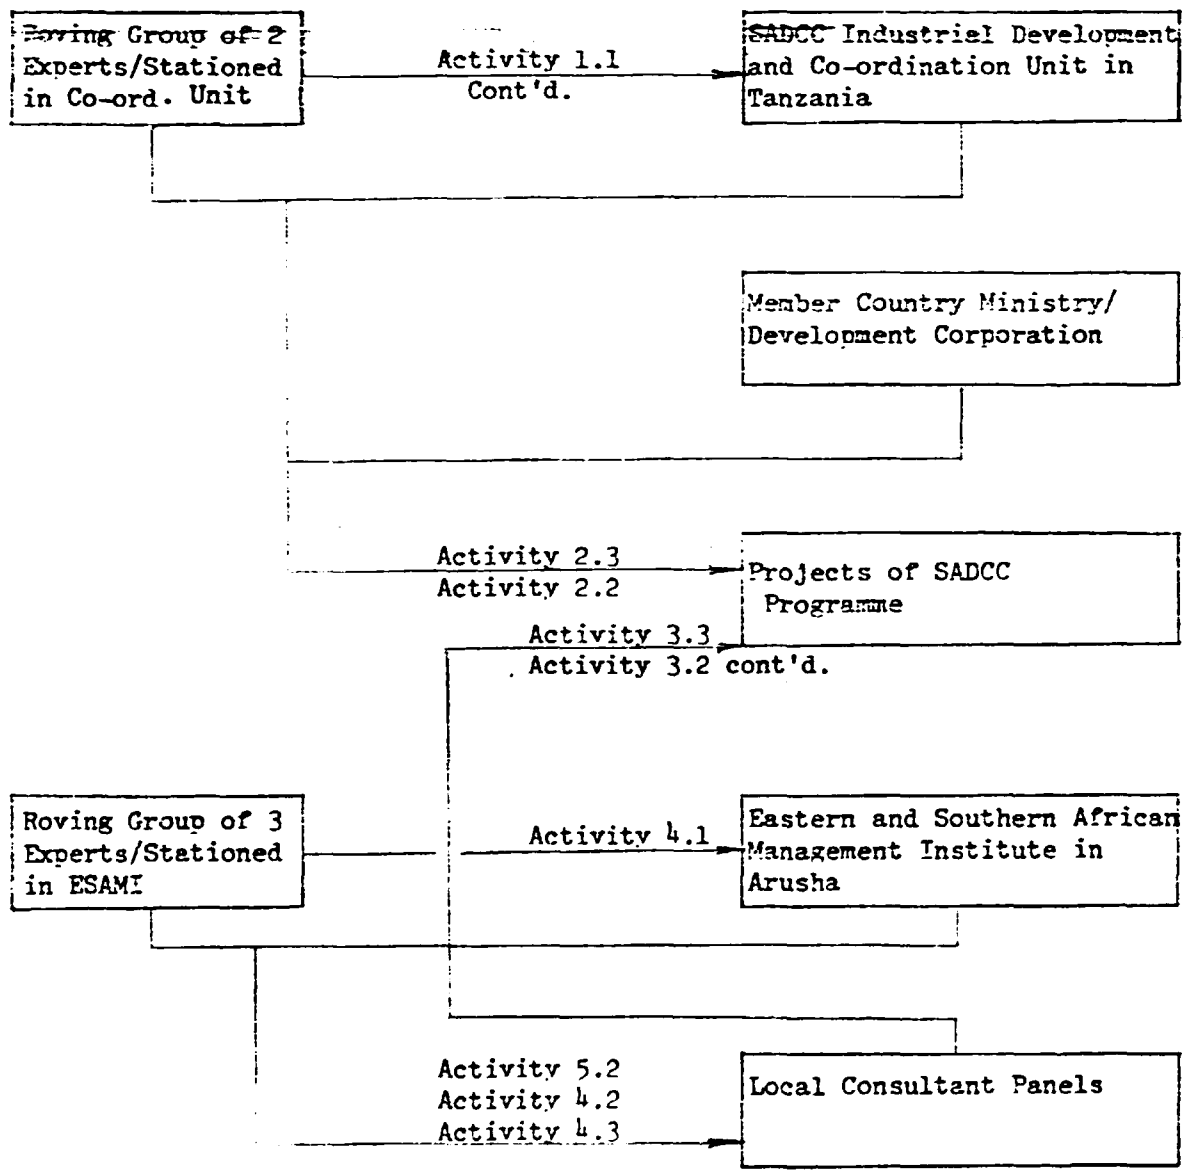 Roving Group of 2
Experts/Stationed
in Co-ord. Unit
Activity 1.1
Cont'd.
SADCC Industrial Development
and Co-ordination Unit in
Tanzania
Member Country Ministry/
Development Corporation
Activity 2.3
Activity 2.2
Projects of SADCC
Programme
Activity 3.3
Activity 3.2 cont'd.
Roving Group of 3
Experts/Stationed
in ESAMI
Activity 4.1
Eastern and Southern African
Management Institute in
Arusha
Activity 5.2
Activity 4.2
Activity 4.3
Local Consultant Panels